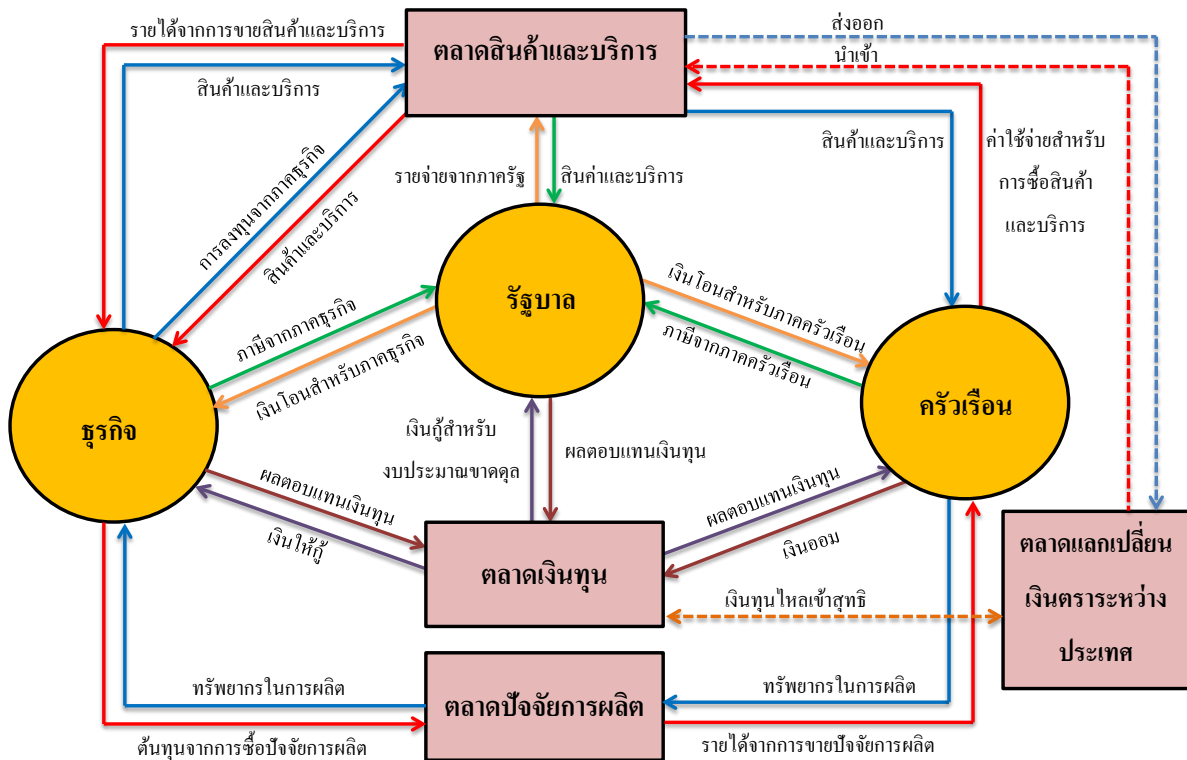 รายได้จากการขายสินค้าและบริการ
ตลาดสินค้าและบริการ
ส่งออก
นำเข้า
สินค้าและบริการ
การลงทุนจากภาคธุรกิจ
สินค้าและบริการ
รายจ่ายจากภาครัฐ
สินค่าและบริการ
สินค้าและบริการ
ค่าใช้จ่ายสำหรับ
การซื้อสินค้า
และบริการ
รัฐบาล
เงินโอนสำหรับภาคครัวเรือน
ภาษีจากภาคครัวเรือน
ภาษีจากภาคธุรกิจ
เงินโอนสำหรับภาคธุรกิจ
ธุรกิจ
ครัวเรือน
เงินกู้สำหรับ
งบประมาณขาดดุล
ผลตอบแทนเงินทุน
ผลตอบแทนเงินทุน
เงินให้กู้
ผลตอบแทนเงินทุน
เงินออม
ตลาดเงินทุน
ตลาดแลกเปลี่ยน
เงินตราระหว่าง
ประเทศ
เงินทุนไหลเข้าสุทธิ
ทรัพยากรในการผลิต
ตลาดปัจจัยการผลิต
ทรัพยากรในการผลิต
ต้นทุนจากการซื้อปัจจัยการผลิต
รายได้จากการขายปัจจัยการผลิต